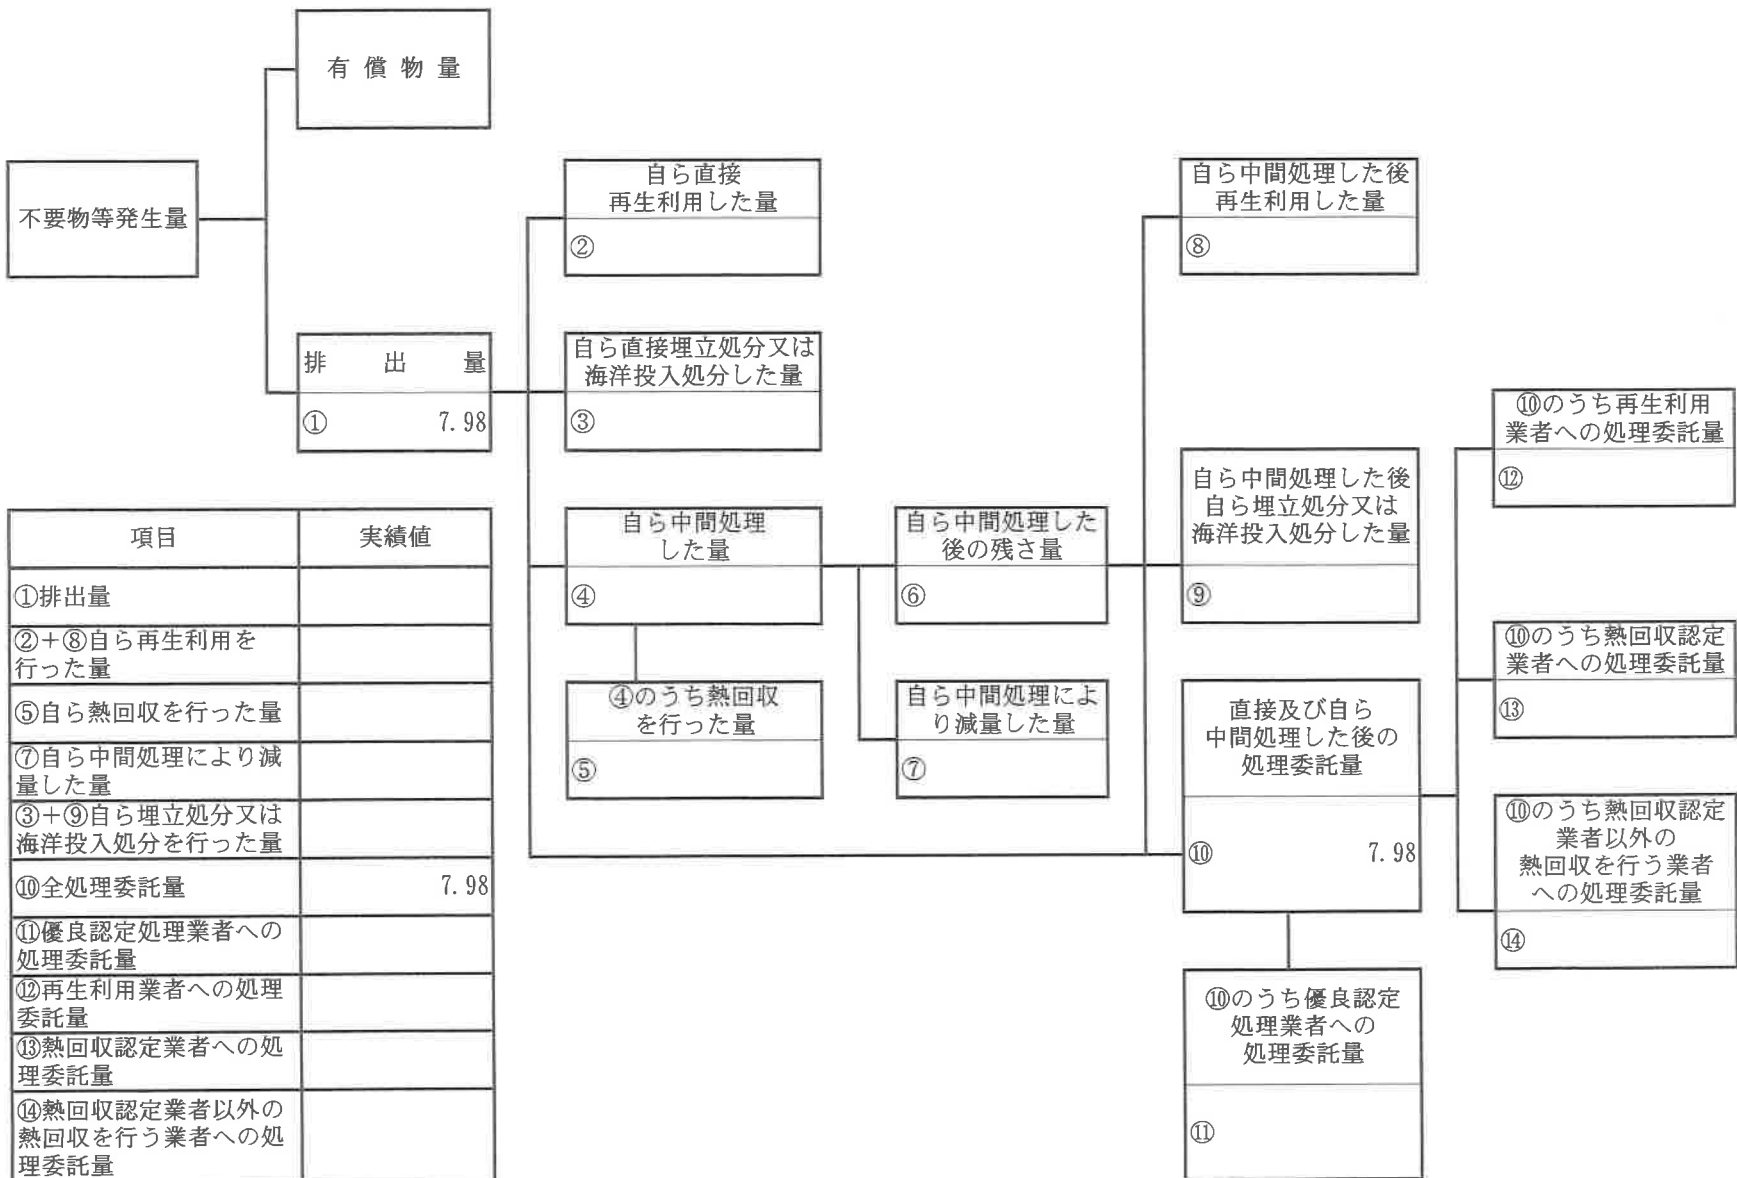 有償物量
不要物等発生量
排出量
① 7.98
自ら直接
再生利用した量
②
自ら直接埋立処分又は
海洋投入処分した量
③
自ら中間処理
した量
④
④のうち熱回収
を行った量
⑤
自ら中間処理した
後の残さ量
⑥
自ら中間処理によ
り減量した量
⑦
自ら中間処理した後
再生利用した量
⑧
自ら中間処理した後
自ら埋立処分又は
海洋投入処分した量
⑨
直接及び自ら
中間処理した後の
処理委託量
⑩ 7.98
⑩のうち優良認定
処理業者への
処理委託量
⑪
⑩のうち再生利用
業者への処理委託量
⑫
⑩のうち熱回収認定
業者への処理委託量
⑬
⑩のうち熱回収認定
業者以外の
熱回収を行う業者
への処理委託量
⑭
項目 実績値
①排出量
②+⑧自ら再生利用を
行った量
⑤自ら熱回収を行った量
⑦自ら中間処理により減
量した量
③+⑨自ら埋立処分又は
海洋投入処分を行った量
⑩全処理委託量 7.98
⑪優良認定処理業者への
処理委託量
⑫再生利用業者への処理
委託量
⑬熱回収認定業者への処
理委託量
⑭熱回収認定業者以外の
熱回収を行う業者への処
理委託量